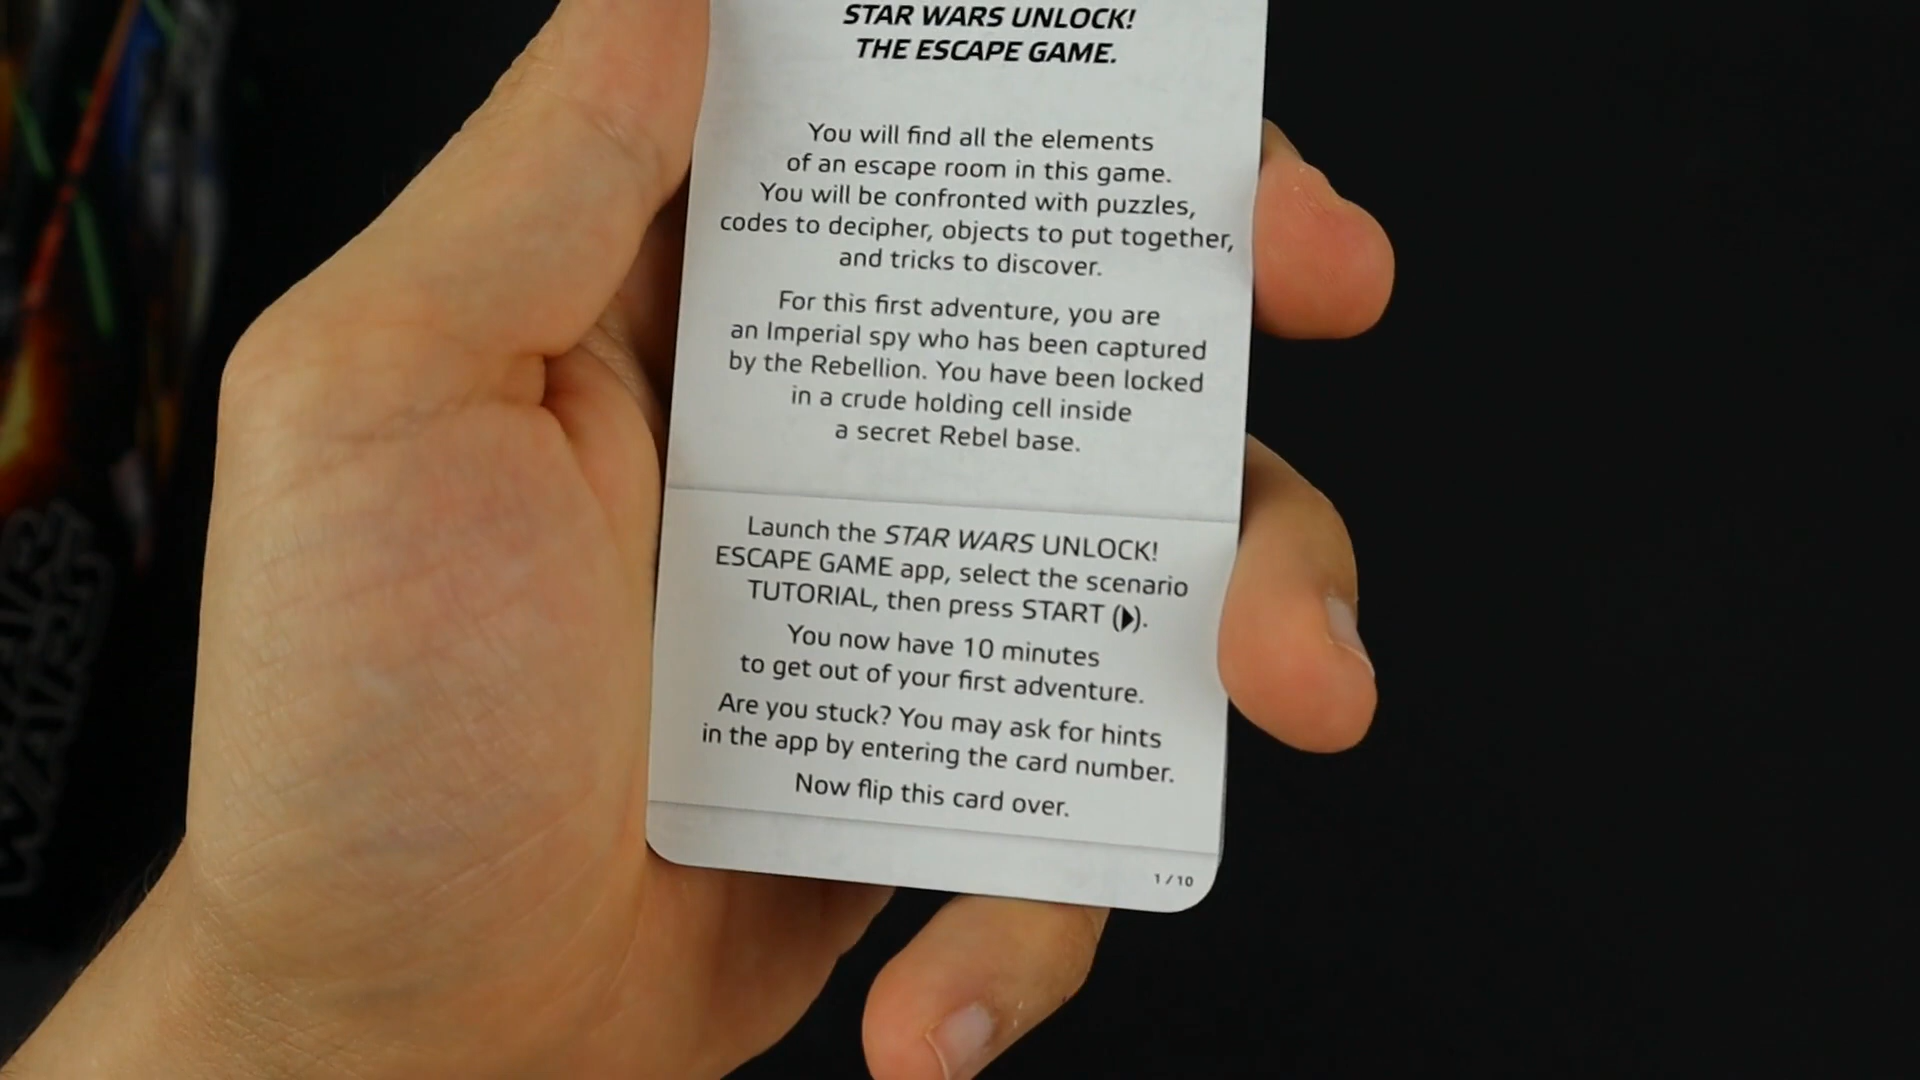 STAR WARS UNLOCK!
THE ESCAPE GAME.
You will find all the elements
of an escape room in this game.
You will be confronted with puzzles,
codes to decipher, objects to put together,
and tricks to discover.
For this first adventure, you are
an Imperial spy who has been captured
by the Rebellion. You have been locked
in a crude holding cell inside
a secret Rebel base.
Launch the STAR WARS UNLOCK!
ESCAPE GAME app, select the scenario
TUTORIAL, then press START (▶).
You now have 10 minutes
to get out of your first adventure.
Are you stuck? You may ask for hints
in the app by entering the card number.
Now flip this card over.
1 / 10
STAR
WARS